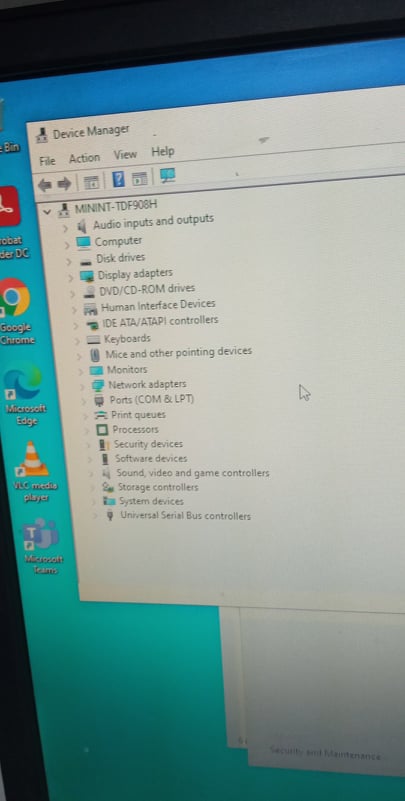 Bin
Device Manager
File Action View Help
MININT-TDF908H
Audio inputs and outputs
Computer
Disk drives
Display adapters
DVD/CD-ROM drives
Human Interface Devices
IDE ATA/ATAPI controllers
Keyboards
Mice and other pointing devices
Monitors
Network adapters
Ports (COM & LPT)
Print queues
Processors
Security devices
Software devices
Sound, video and game controllers
Storage controllers
System devices
Universal Serial Bus controllers
robat
der DC
Google
Chrome
Microsoft
Edge
VLC media
player
Microsoft
Teams
Security and Maintenance